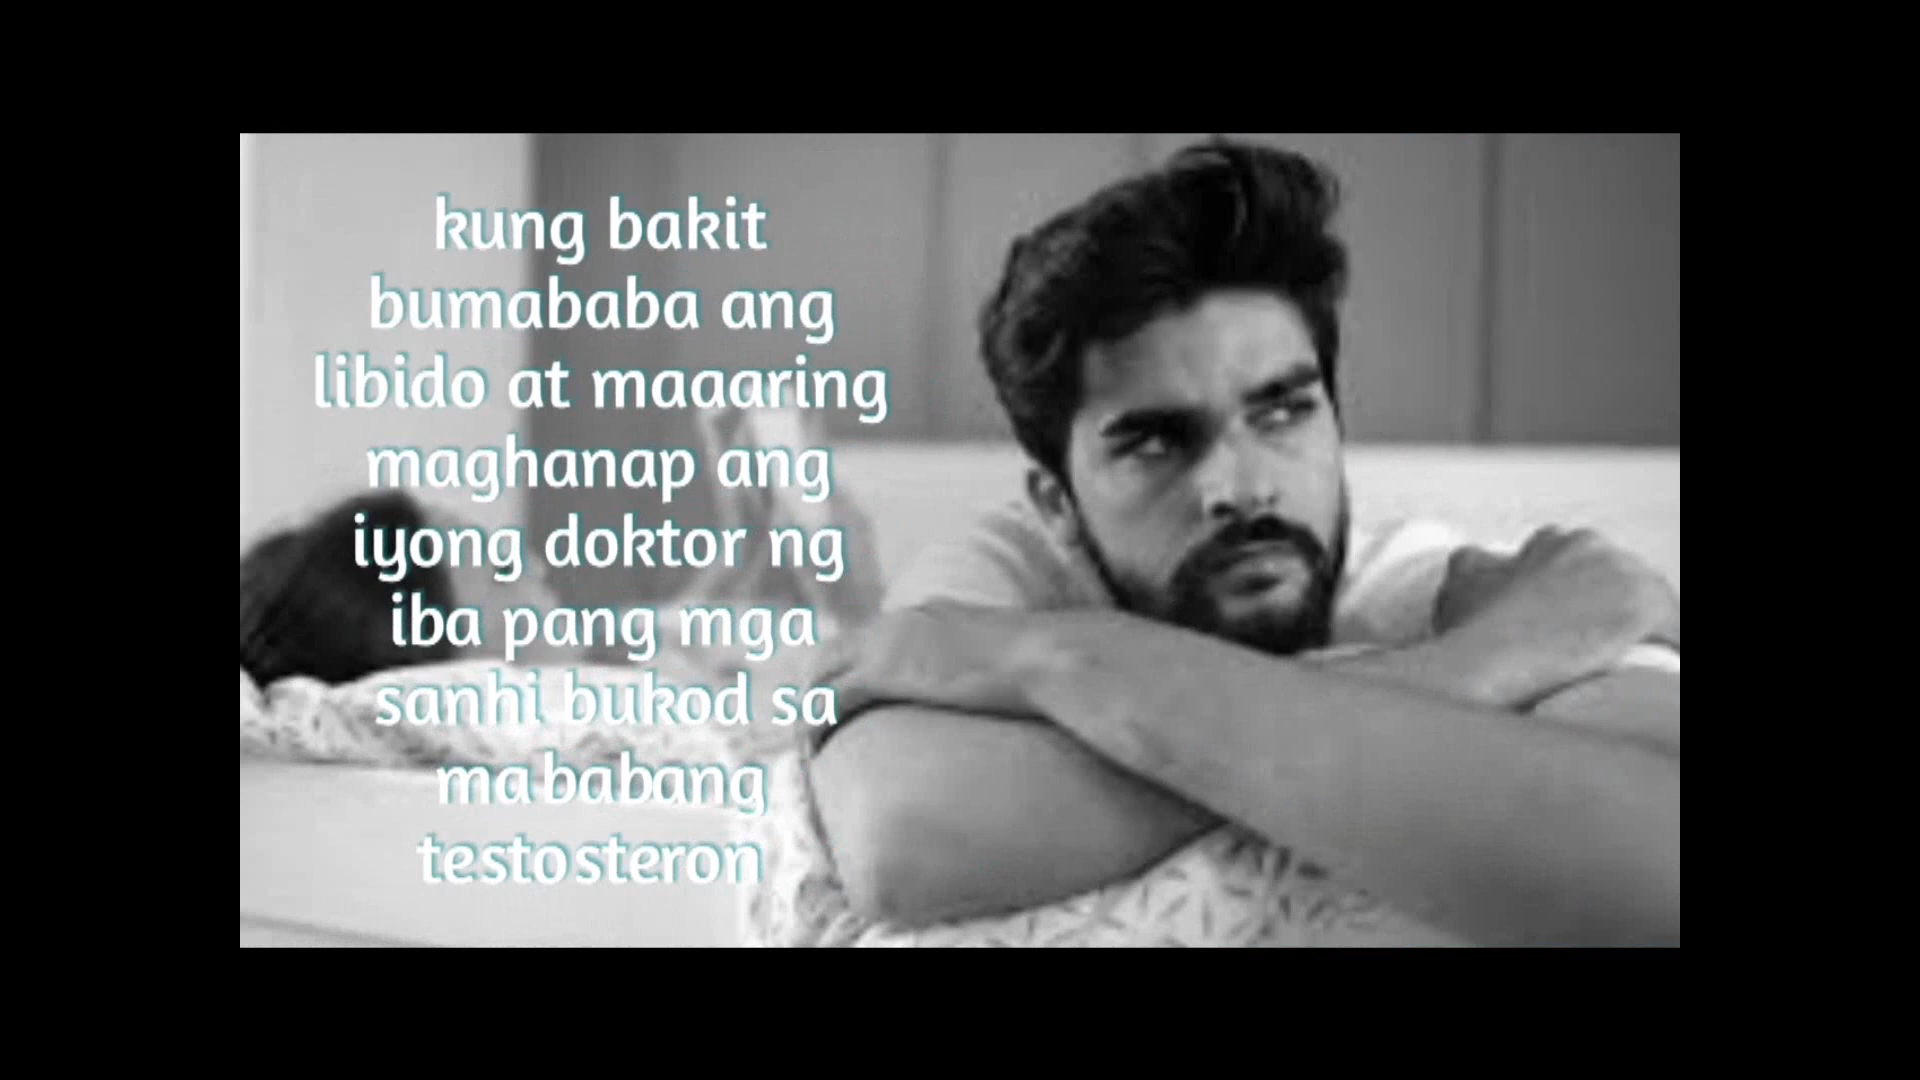 kung bakit
bumababa ang
libido at maaaring
maghanap ang
iyong doktor ng
iba pang mga
sanhi bukod sa
mababang
testosteron